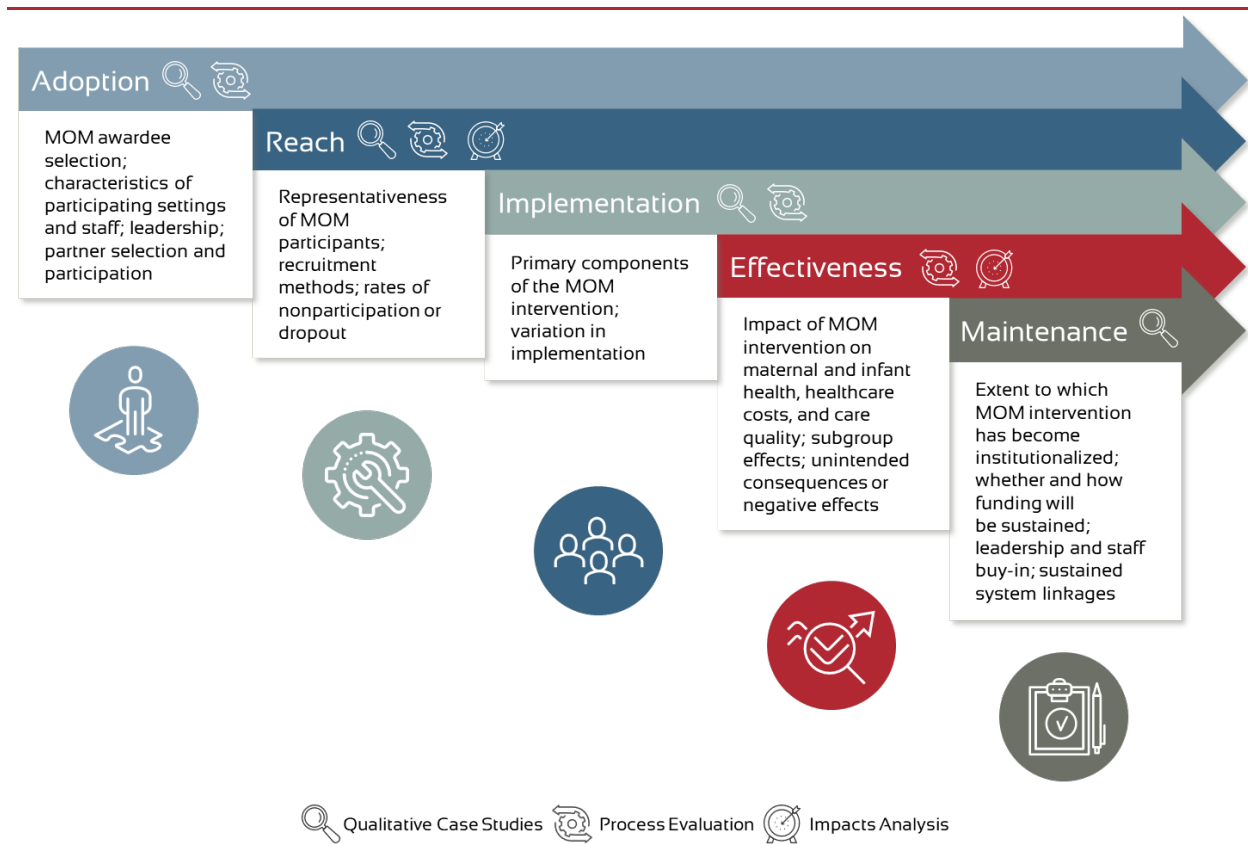 Adoption
MOM awardee
selection;
characteristics of
participating settings
and staff; leadership;
partner selection and
participation
Reach
Representativeness
of MOM
participants;
recruitment
methods; rates of
nonparticipation or
dropout
Implementation
Primary components
of the MOM
intervention;
variation in
implementation
Effectiveness
Impact of MOM
intervention on
maternal and infant
health, healthcare
costs, and care
quality; subgroup
effects; unintended
consequences or
negative effects
Maintenance
Extent to which
MOM intervention
has become
institutionalized;
whether and how
funding will
be sustained;
leadership and staff
buy-in; sustained
system linkages
Qualitative Case Studies Process Evaluation Impacts Analysis